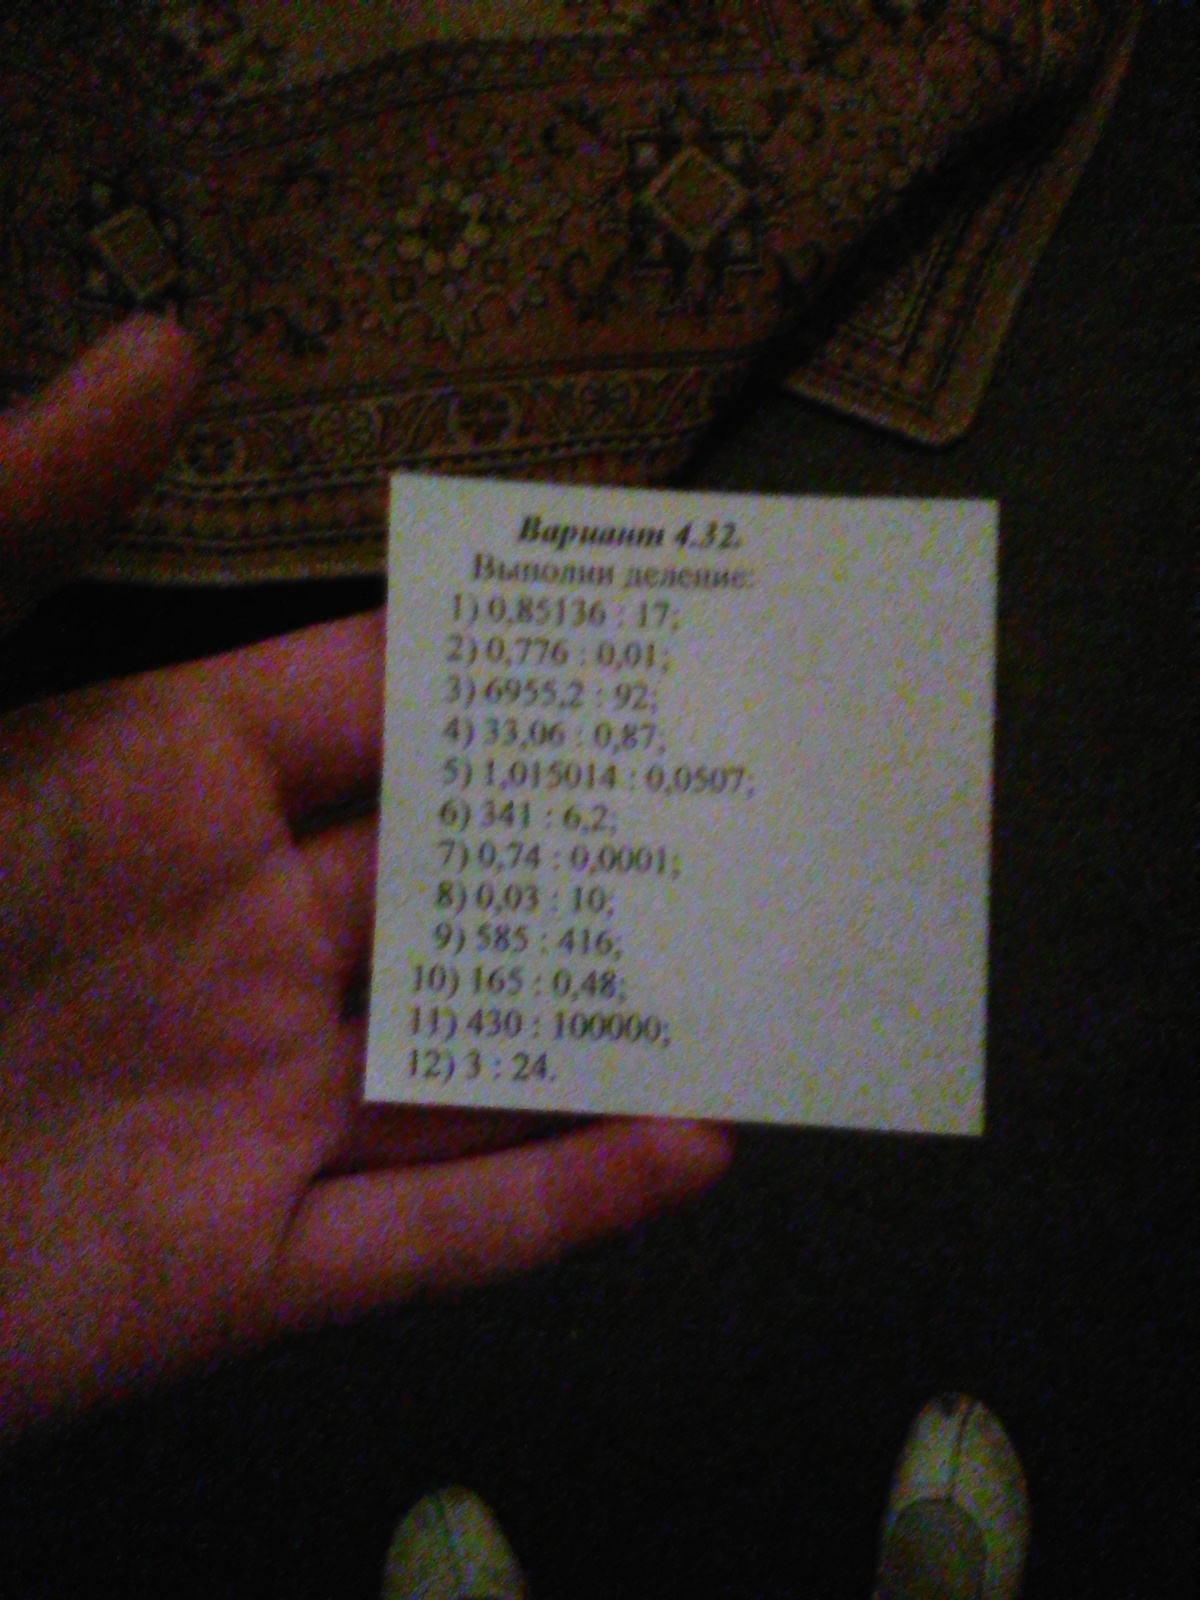 Вариант 4.32.
Выполни деление:
1) 0,85136 : 17;
2) 0,776 : 0,01;
3) 6955,2 : 92;
4) 33,06 : 0,87;
5) 1,015014 : 0,0507;
6) 341 : 6,2;
7) 0,74 : 0,0001;
8) 0,03 : 10;
9) 585 : 416;
10) 165 : 0,48;
11) 430 : 100000;
12) 3 : 24.